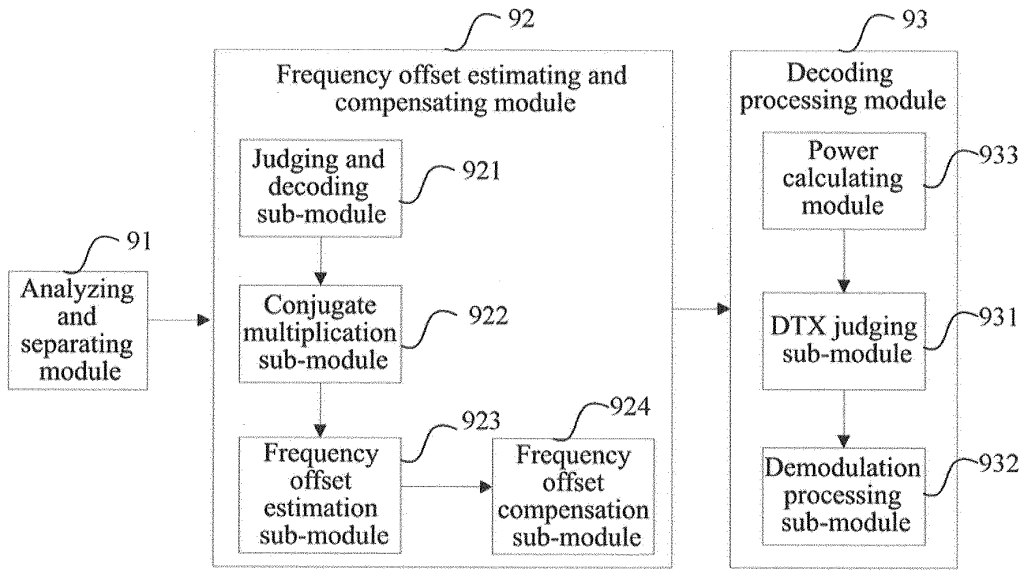 92
93
Frequency offset estimating and
compensating module
Decoding
processing module
Judging and
decoding
sub-module
921
Power
calculating
module
933
91
Analyzing
and
separating
module
Conjugate
multiplication
sub-module
922
DTX judging
sub-module
931
923
924
Frequency
offset
estimation
sub-module
Frequency
offset
compensation
sub-module
Demodulation
processing
sub-module
932